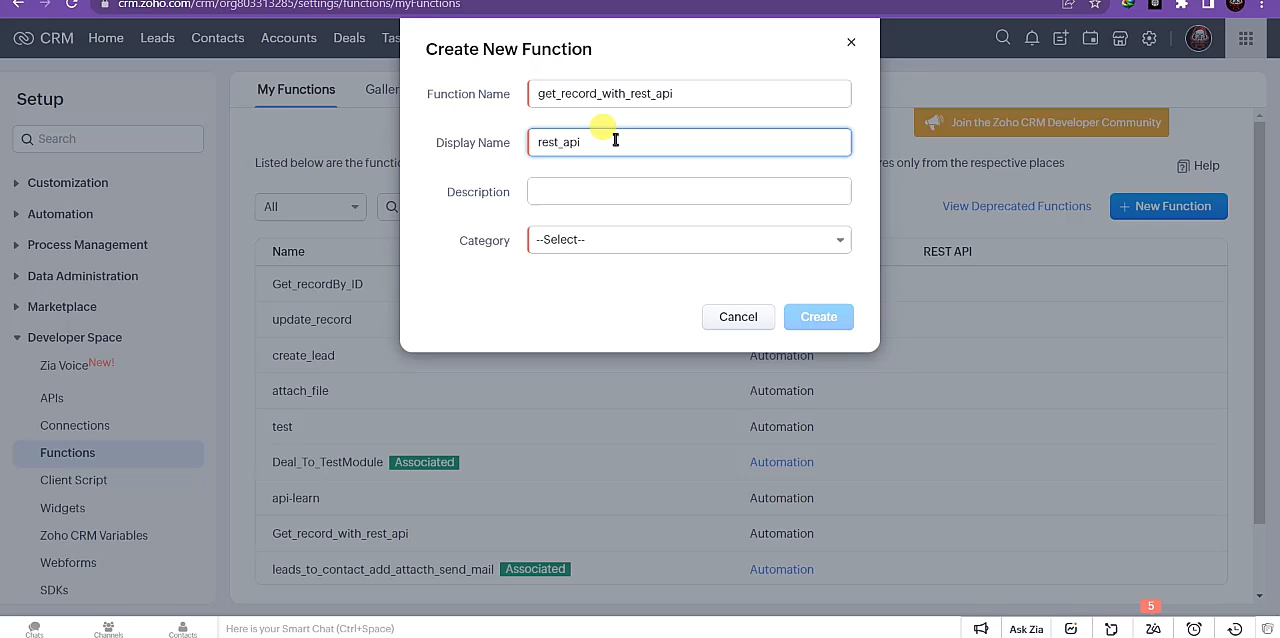 crm.zoho.com/crm/org803313285/settings/functions/myFunctions
CRM Home Leads Contacts Accounts Deals Tas
Create New Function
Function Name get_record_with_rest_api
Display Name rest_api
Description
Category --Select--
Cancel Create
Setup
Search
Customization
Automation
Process Management
Data Administration
Marketplace
Developer Space
Zia Voice New!
APIs
Connections
Functions
Client Script
Widgets
Zoho CRM Variables
Webforms
SDKs
My Functions Galler
Join the Zoho CRM Developer Community
Listed below are the functio
res only from the respective places
Help
All
View Deprecated Functions
+ New Function
Name REST API
Get_recordBy_ID
update_record
create_lead Automation
attach_file Automation
test Automation
Deal_To_TestModule Associated Automation
api-learn Automation
Get_record_with_rest_api Automation
leads_to_contact_add_attacth_send_mail Associated Automation
5
Chats Channels Contacts
Here is your Smart Chat (Ctrl+Space)
Ask Zia